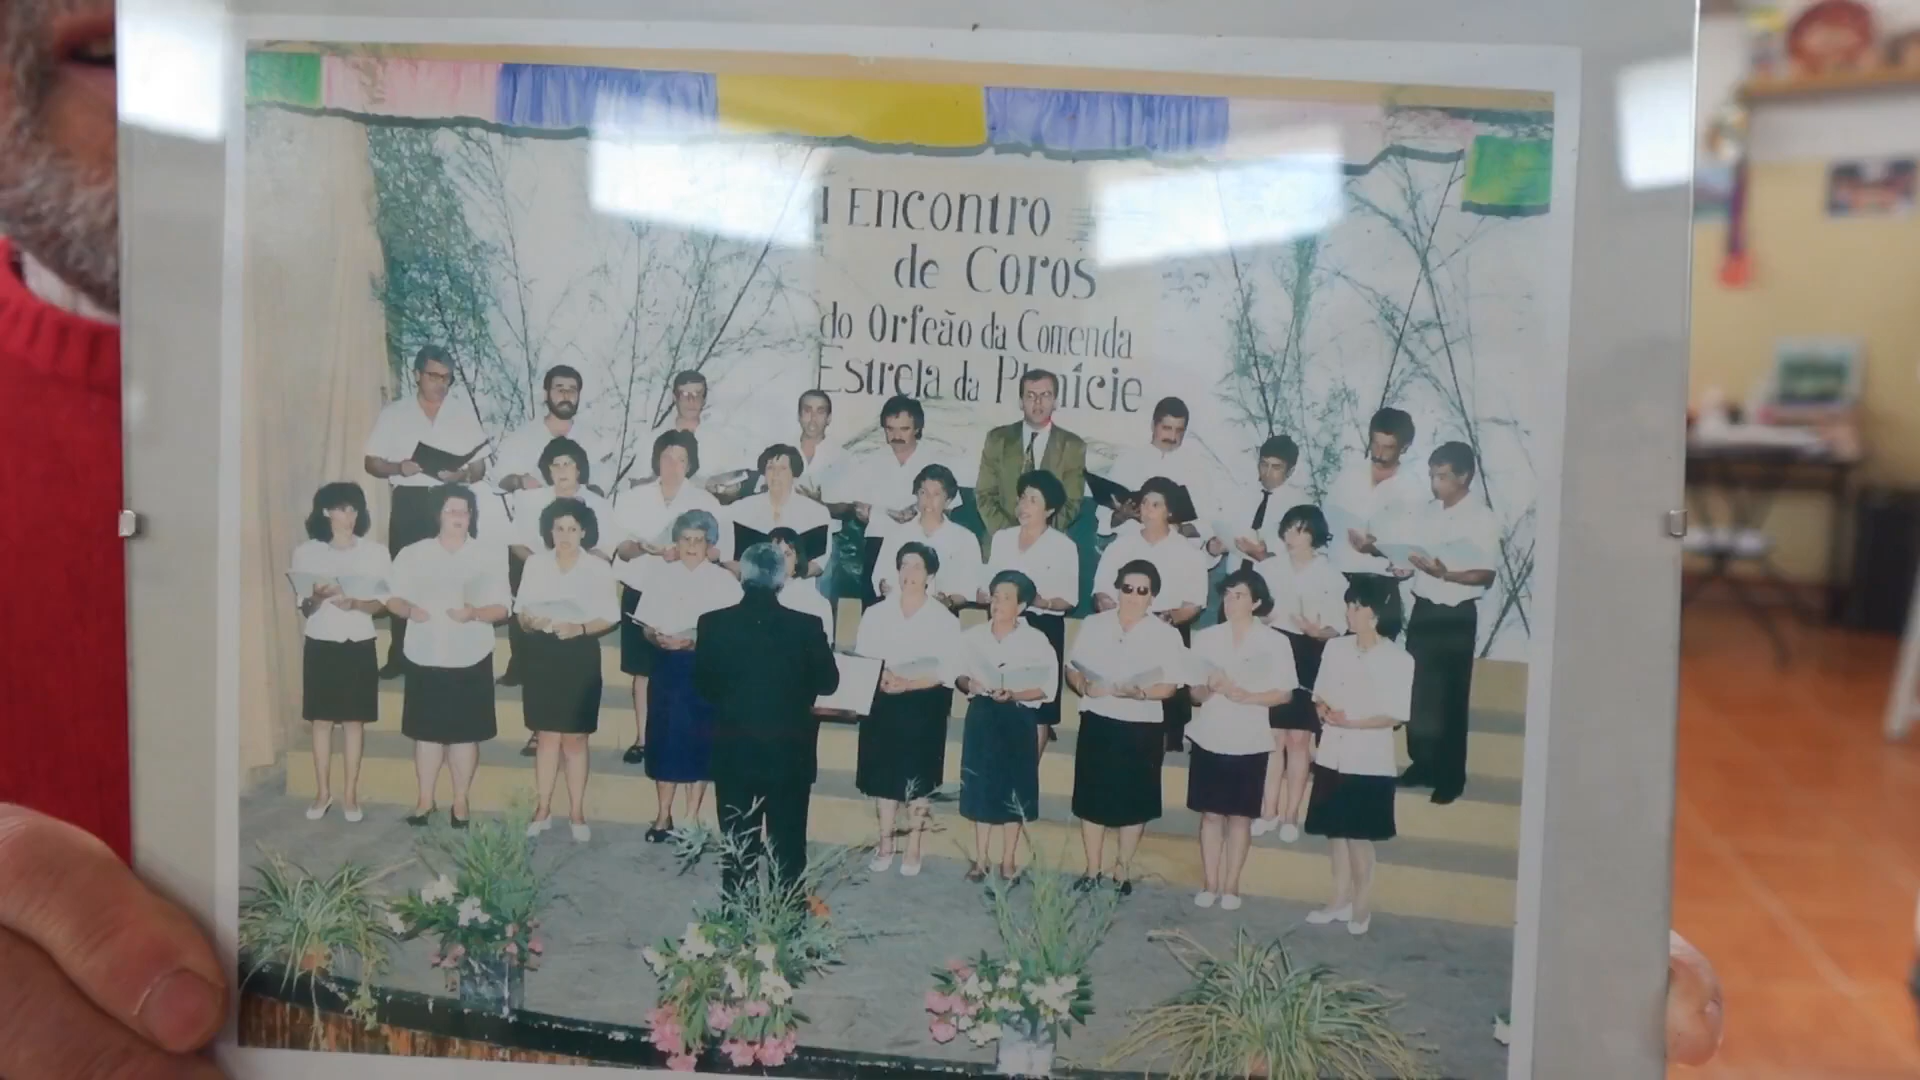 I Encontro
de Coros
do Orfeão da Comenda
Estrela da Planície